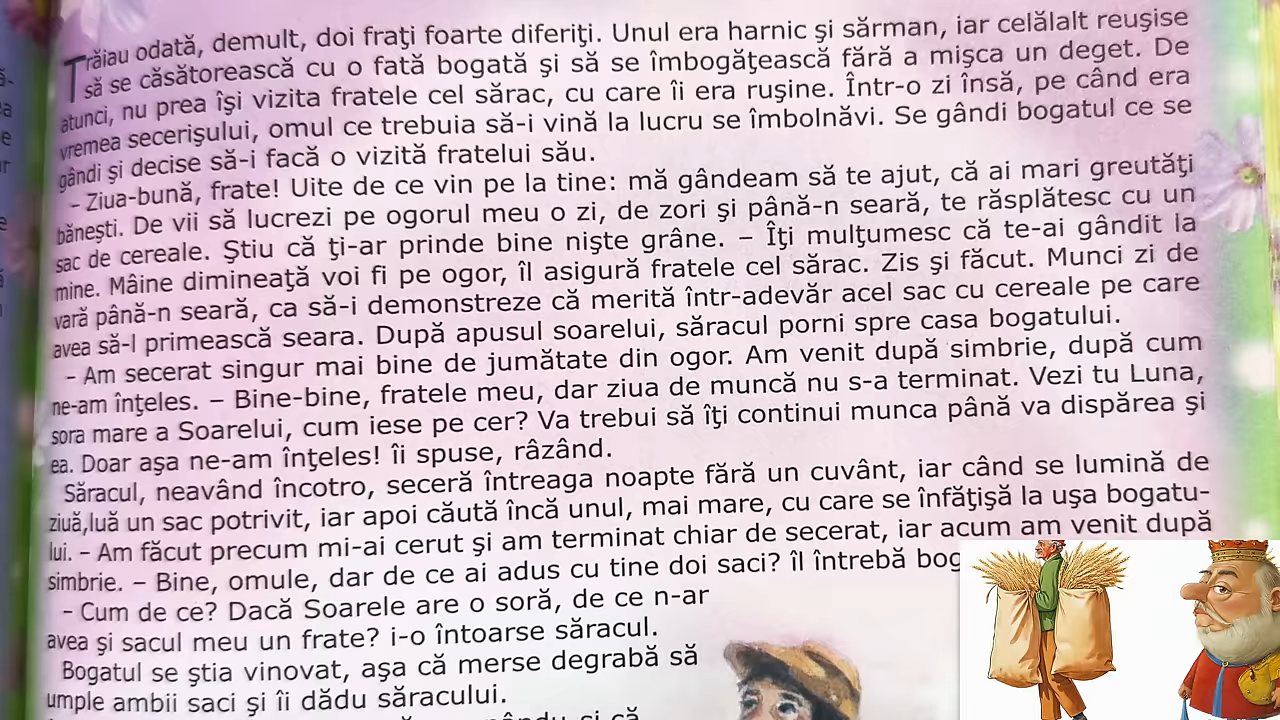 Trăiau odată, demult, doi fraţi foarte diferiţi. Unul era harnic şi sărman, iar celălalt reuşise
să se căsătorească cu o fată bogată şi să se îmbogăţească fără a mişca un deget. De
atunci, nu prea îşi vizita fratele cel sărac, cu care îi era ruşine. Într-o zi însă, pe când era
vremea secerişului, omul ce trebuia să-i vină la lucru se îmbolnăvi. Se gândi bogatul ce se
gândi şi decise să-i facă o vizită fratelui său.
– Ziua-bună, frate! Uite de ce vin pe la tine: mă gândeam să te ajut, că ai mari greutăţi
băneşti. De vii să lucrezi pe ogorul meu o zi, de zori şi până-n seară, te răsplătesc cu un
sac de cereale. Ştiu că ţi-ar prinde bine nişte grâne. – Îţi mulţumesc că te-ai gândit la
mine. Mâine dimineaţă voi fi pe ogor, îl asigură fratele cel sărac. Zis şi făcut. Munci zi de
vară până-n seară, ca să-i demonstreze că merită într-adevăr acel sac cu cereale pe care
avea să-l primească seara. După apusul soarelui, săracul porni spre casa bogatului.
– Am secerat singur mai bine de jumătate din ogor. Am venit după simbrie, după cum
ne-am înţeles. – Bine-bine, fratele meu, dar ziua de muncă nu s-a terminat. Vezi tu Luna,
sora mare a Soarelui, cum iese pe cer? Va trebui să îţi continui munca până va dispărea şi
ea. Doar aşa ne-am înţeles! îi spuse, râzând.
Săracul, neavând încotro, seceră întreaga noapte fără un cuvânt, iar când se lumină de
ziuă,luă un sac potrivit, iar apoi căută încă unul, mai mare, cu care se înfăţişă la uşa bogatu-
lui. – Am făcut precum mi-ai cerut şi am terminat chiar de secerat, iar acum am venit după
simbrie. – Bine, omule, dar de ce ai adus cu tine doi saci? îl întrebă bog
– Cum de ce? Dacă Soarele are o soră, de ce n-ar
avea şi sacul meu un frate? i-o întoarse săracul.
Bogatul se ştia vinovat, aşa că merse degrabă să
umple ambii saci şi îi dădu săracului.